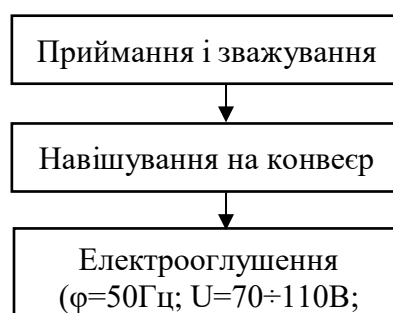 Приймання і зважування
Навішування на конвеєр
Електрооглушення
(φ=50Гц; U=70÷110В;